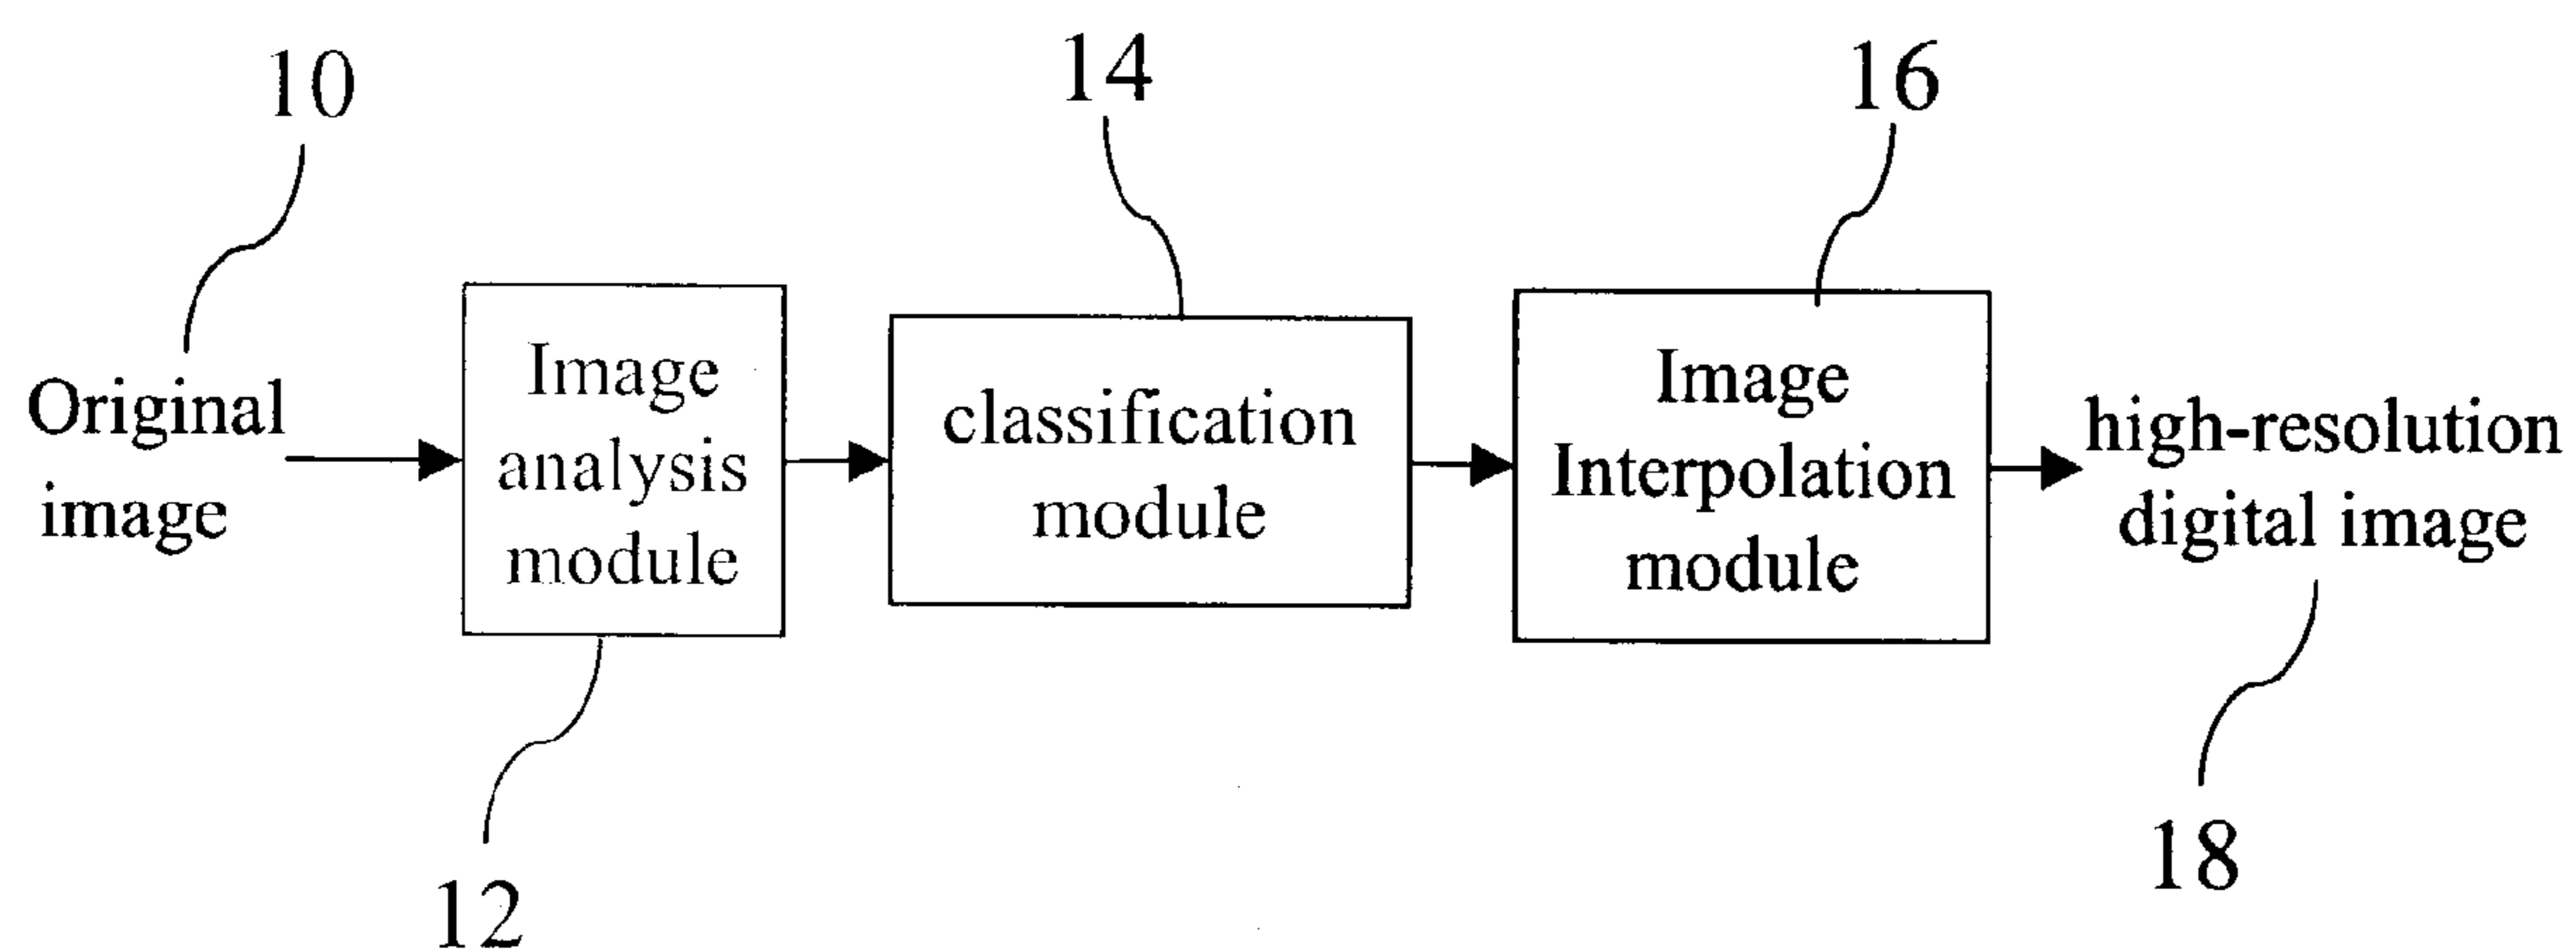 10
14
16
Original
image
Image
analysis
module
classification
module
Image
Interpolation
module
high-resolution
digital image
12
18